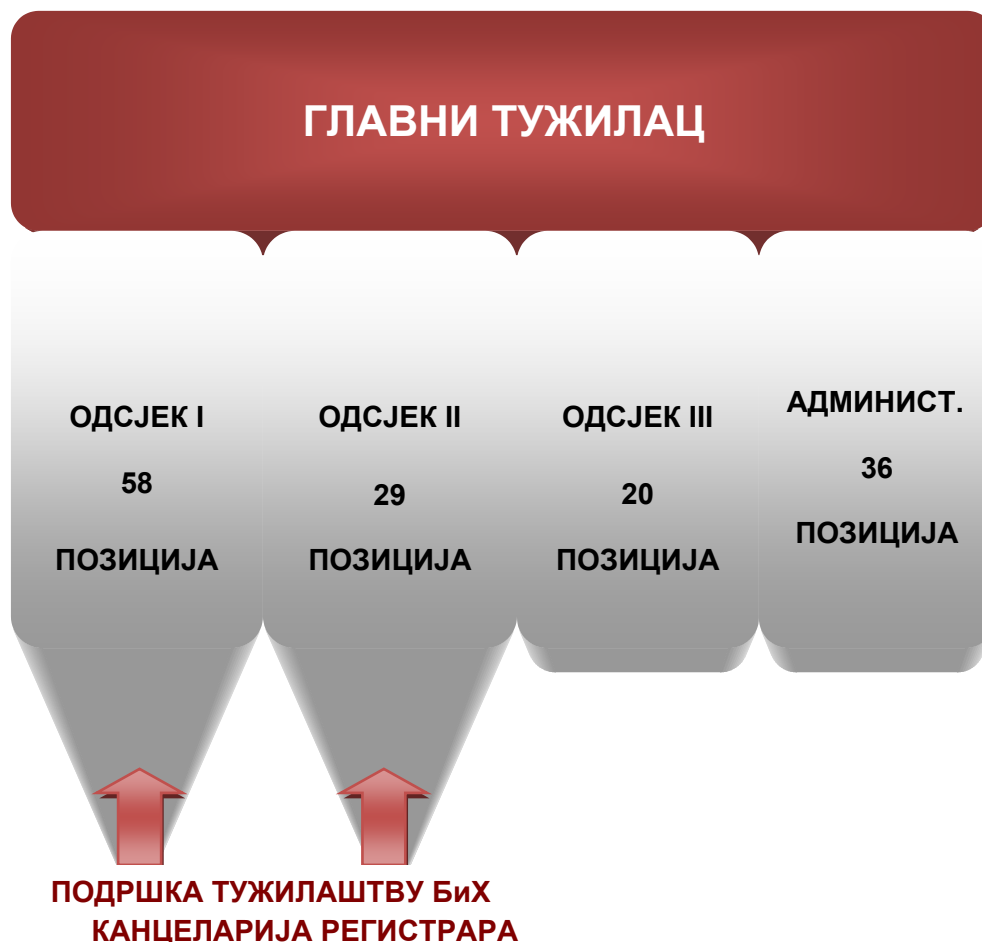 ГЛАВНИ ТУЖИЛАЦ
ОДСЈЕК I
58
ПОЗИЦИЈА
ОДСЈЕК II
29
ПОЗИЦИЈА
ОДСЈЕК III
20
ПОЗИЦИЈА
АДМИНИСТ.
36
ПОЗИЦИЈА
ПОДРШКА ТУЖИЛАШТВУ БиХ
КАНЦЕЛАРИЈА РЕГИСТРАРА